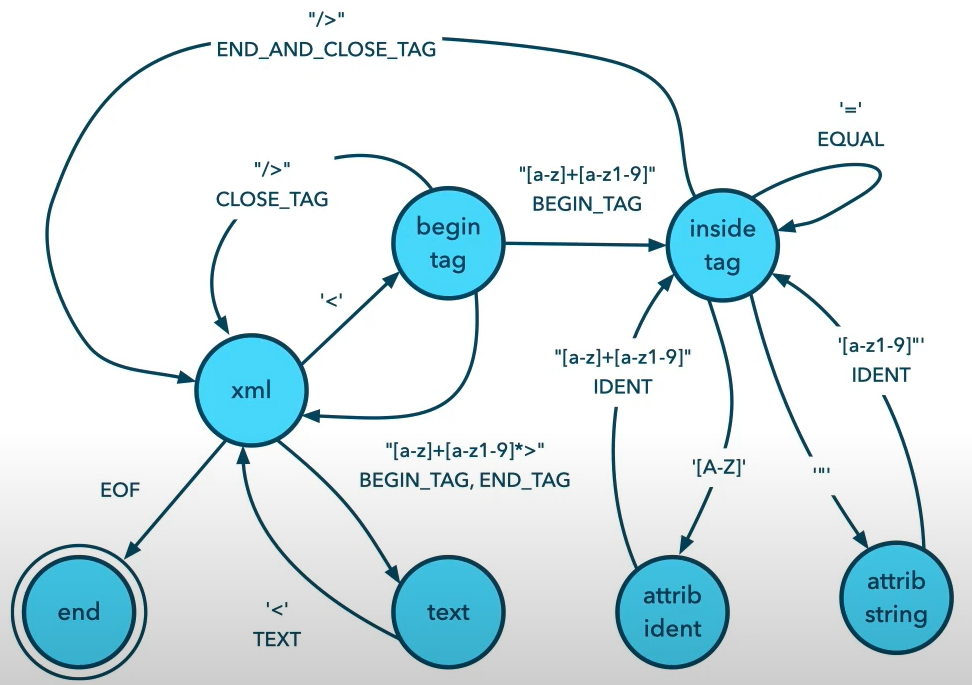 "/>"
END_AND_CLOSE_TAG
'='
EQUAL
"/>"
CLOSE_TAG
"[a-z]+[a-z1-9]"
BEGIN_TAG
begin
tag
inside
tag
'<'
"[a-z]+[a-z1-9]"
IDENT
'[a-z1-9]"'
IDENT
xml
"[a-z]+[a-z1-9]*>"
BEGIN_TAG, END_TAG
'[A-Z]'
'"'
EOF
end
'<'
TEXT
text
attrib
ident
attrib
string